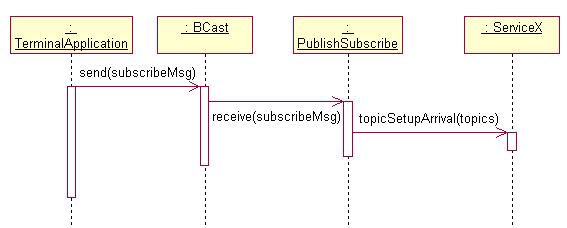 :
TerminalApplication
: BCast
:
PublishSubscribe
: ServiceX
send(subscribeMsg)
receive(subscribeMsg)
topicSetupArrival(topics)